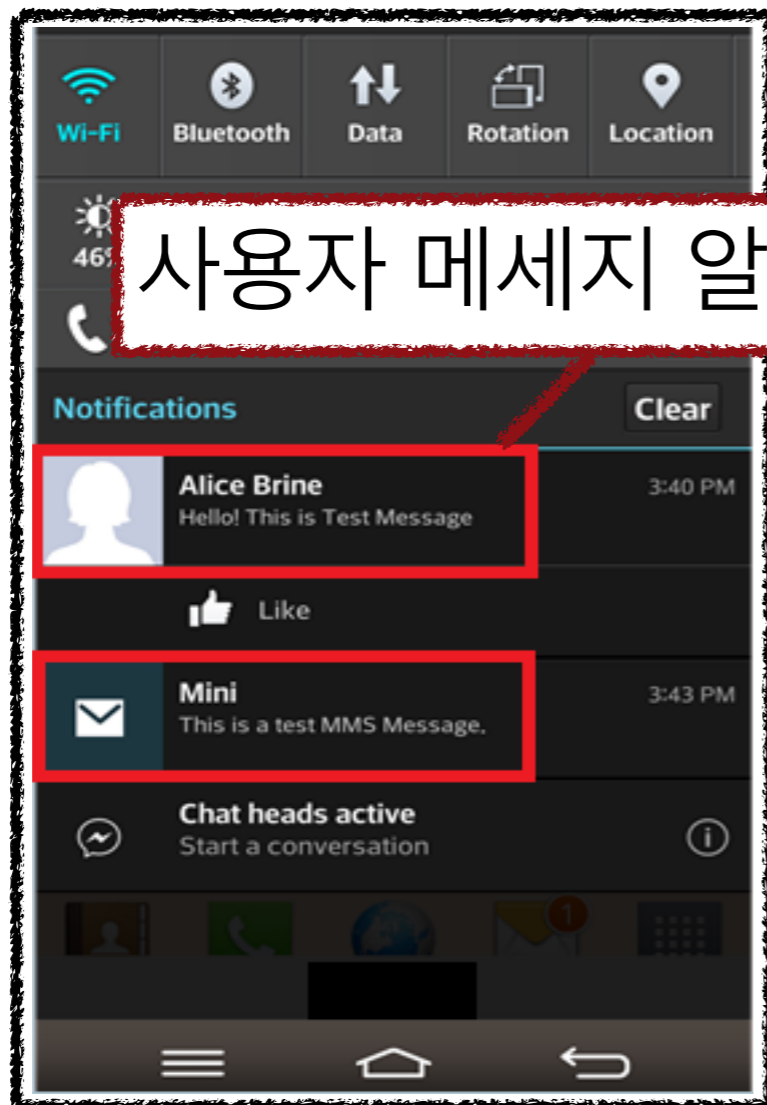 Wi-Fi Bluetooth Data Rotation Location
46%
사용자 메세지 알
Notifications Clear
Alice Brine 3:40 PM
Hello! This is Test Message
Like
Mini 3:43 PM
This is a test MMS Message.
Chat heads active
Start a conversation
1